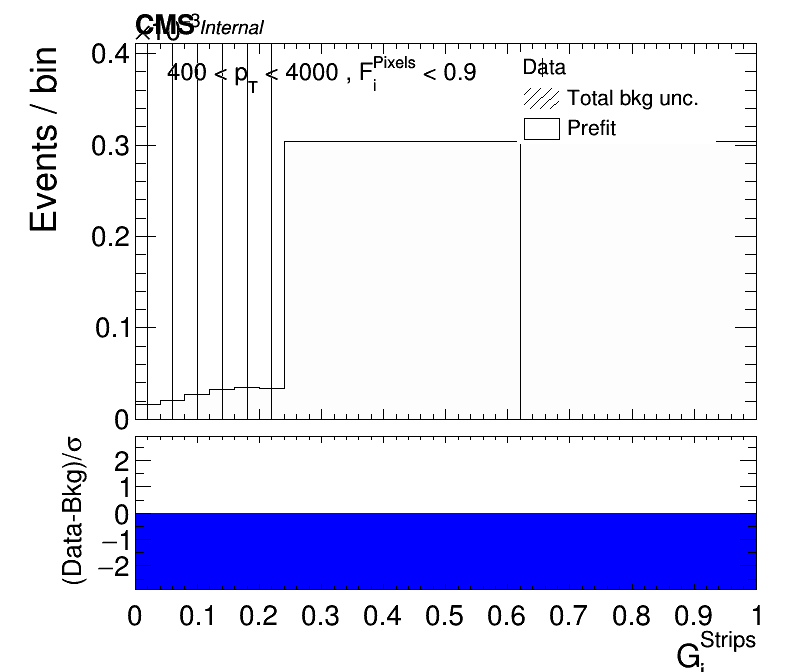 CMS Internal
×10⁻³
Events / bin
400 < p_T < 4000 , F_i^Pixels < 0.9
Data
Total bkg unc.
Prefit
0.4
0.3
0.2
0.1
0
(Data-Bkg)/σ
2
1
0
−1
−2
0 0.1 0.2 0.3 0.4 0.5 0.6 0.7 0.8 0.9 1
G_i^Strips